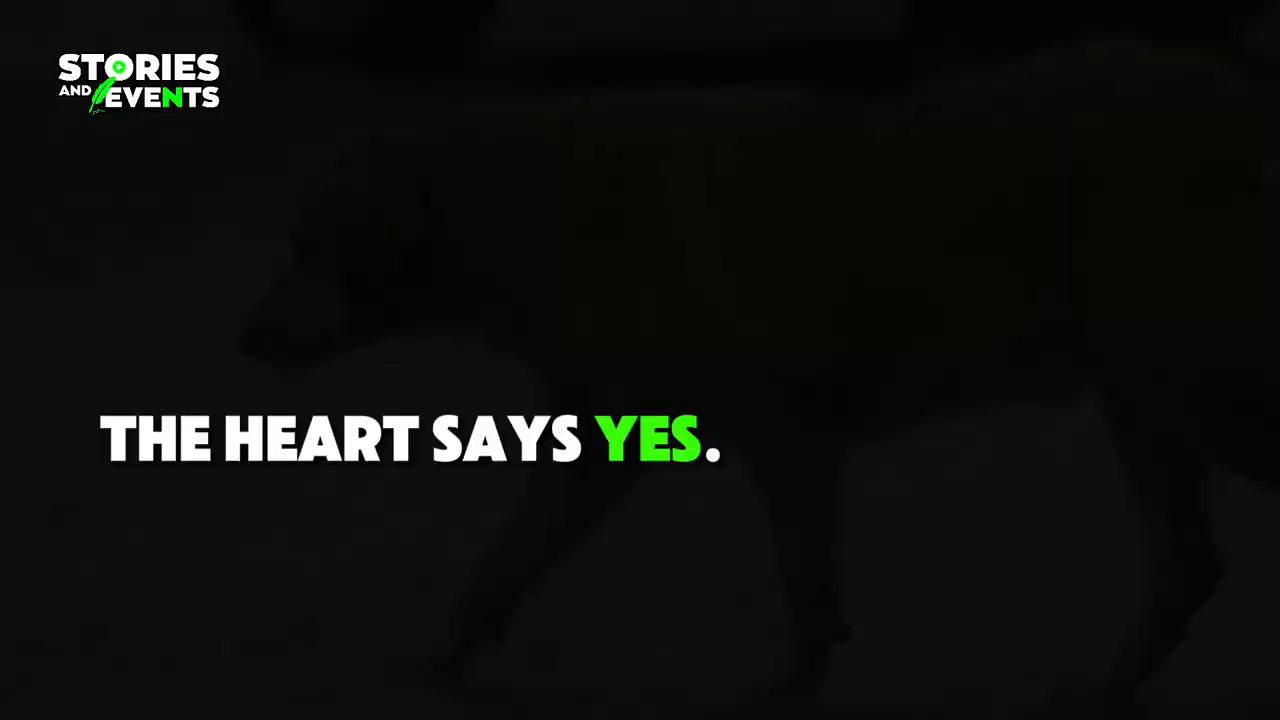 STORIES
AND EVENTS
THE HEART SAYS YES.